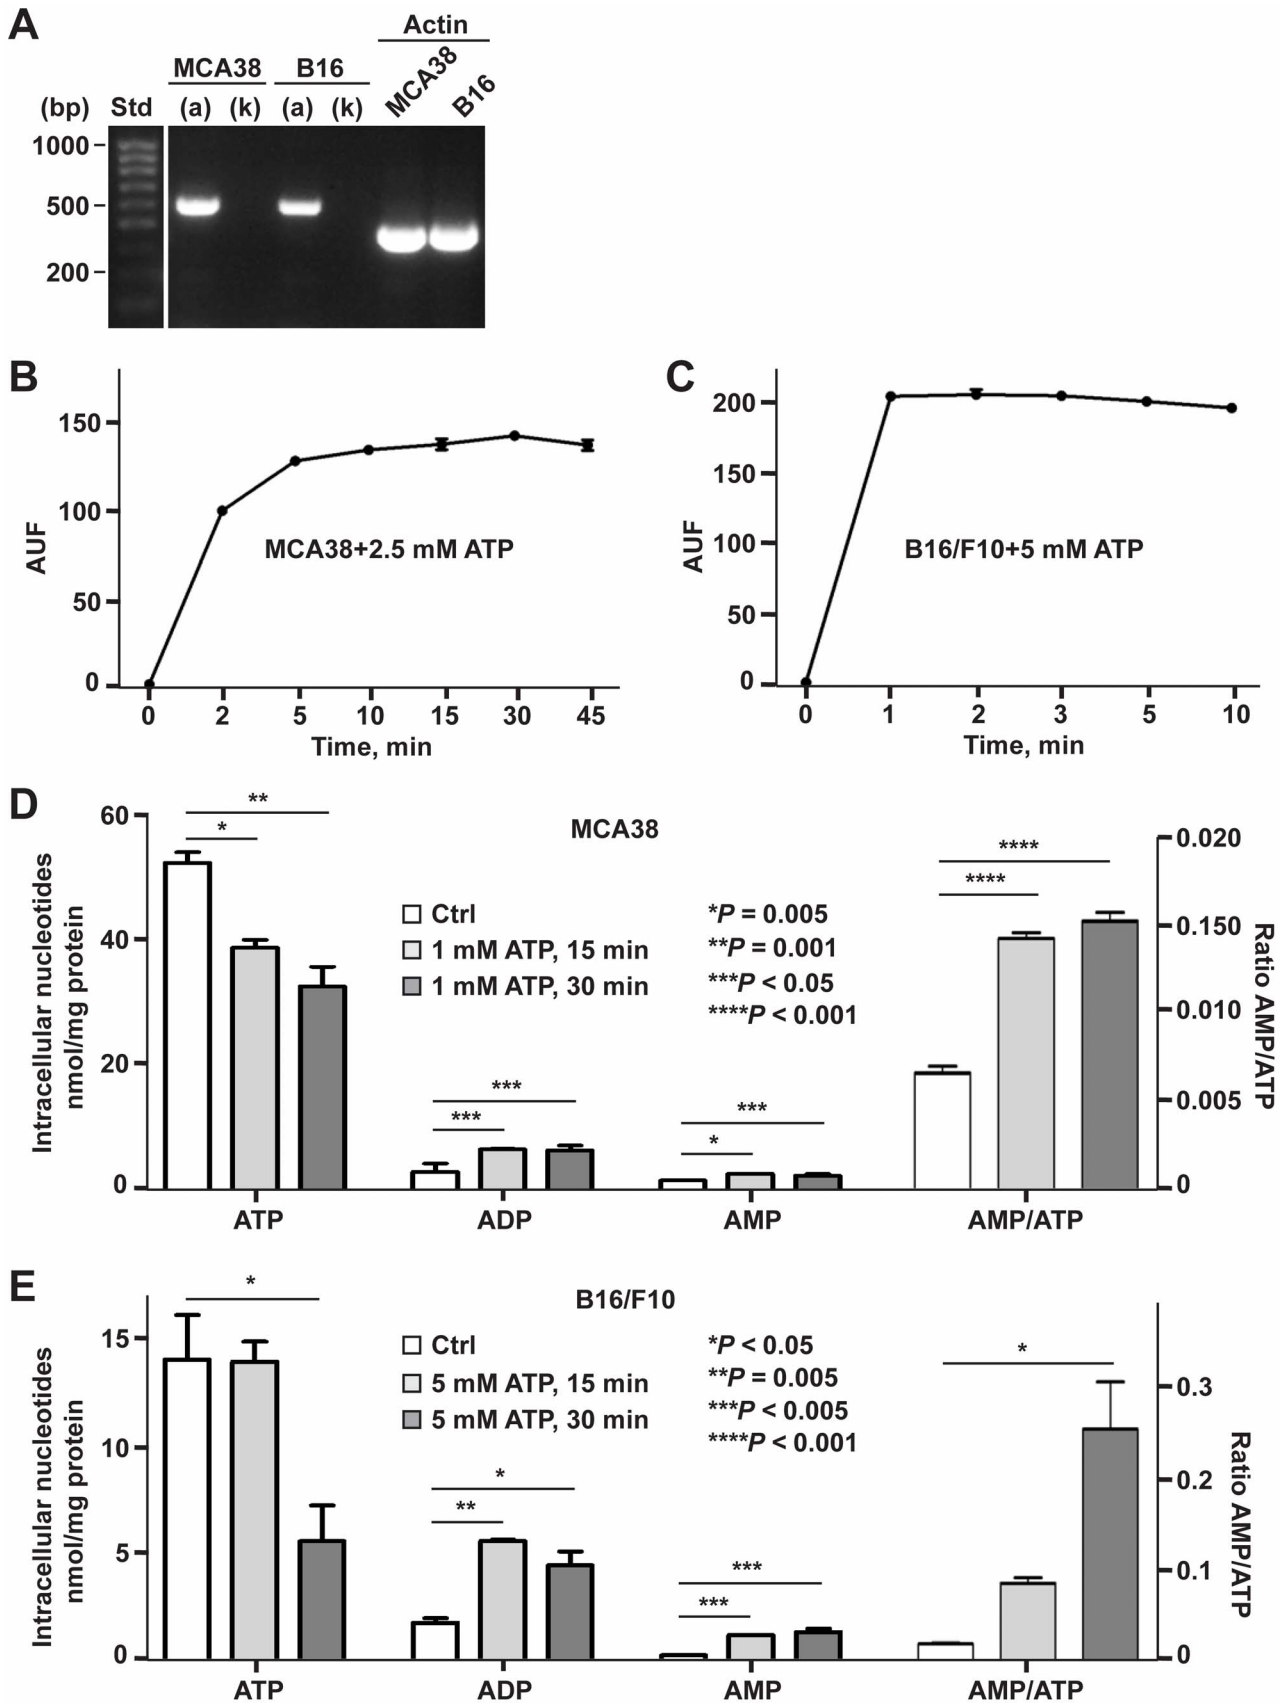 A
Actin
MCA38 B16 MCA38 B16
(bp) Std (a) (k) (a) (k)
1000
500
200
B
150
100
50
0
AUF
MCA38+2.5 mM ATP
0 2 5 10 15 30 45
Time, min
C
200
150
100
50
0
AUF
B16/F10+5 mM ATP
0 1 2 3 5 10
Time, min
D
MCA38
60
40
20
0
Intracellular nucleotides
nmol/mg protein
**
*
Ctrl
1 mM ATP, 15 min
1 mM ATP, 30 min
*P = 0.005
**P = 0.001
***P < 0.05
****P < 0.001
***
***
***
*
****
****
0.020
0.150
0.010
0.005
0
Ratio AMP/ATP
ATP ADP AMP AMP/ATP
E
B16/F10
15
10
5
0
Intracellular nucleotides
nmol/mg protein
*
Ctrl
5 mM ATP, 15 min
5 mM ATP, 30 min
*P < 0.05
**P = 0.005
***P < 0.005
****P < 0.001
*
**
***
***
*
0.3
0.2
0.1
0
Ratio AMP/ATP
ATP ADP AMP AMP/ATP